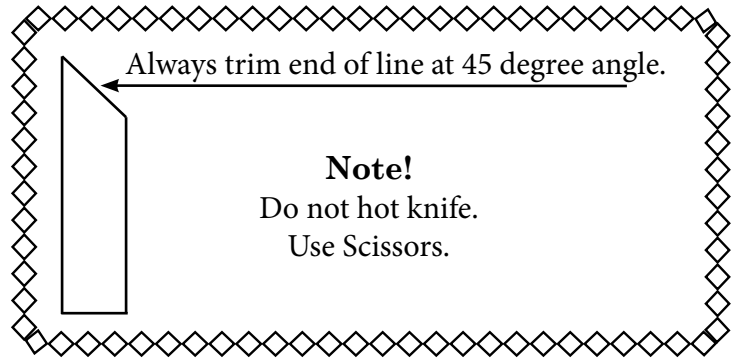 Always trim end of line at 45 degree angle.
Note!
Do not hot knife.
Use Scissors.